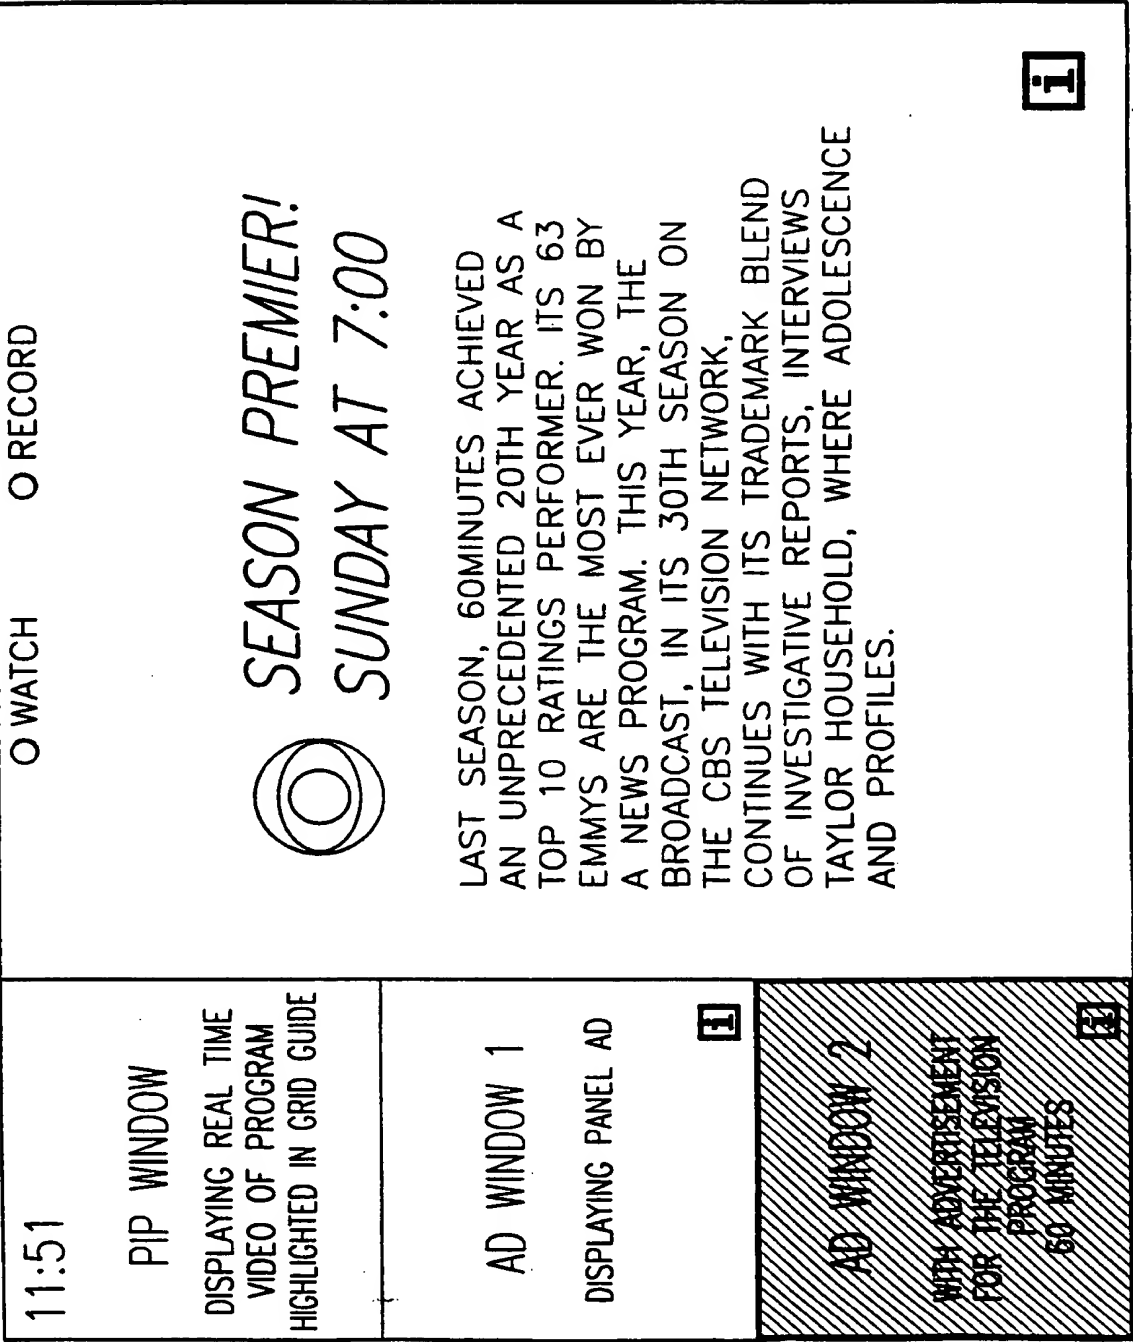 O WATCH
O RECORD
11:51
PIP WINDOW
DISPLAYING REAL TIME
VIDEO OF PROGRAM
HIGHLIGHTED IN GRID GUIDE
AD WINDOW 1
DISPLAYING PANEL AD
i
AD WINDOW 2
WITH ADVERTISEMENT
FOR THE TELEVISION
PROGRAM
60 MINUTES
i
SEASON PREMIER!
SUNDAY AT 7:00
LAST SEASON, 60MINUTES ACHIEVED
AN UNPRECEDENTED 20TH YEAR AS A
TOP 10 RATINGS PERFORMER. ITS 63
EMMYS ARE THE MOST EVER WON BY
A NEWS PROGRAM. THIS YEAR, THE
BROADCAST, IN ITS 30TH SEASON ON
THE CBS TELEVISION NETWORK,
CONTINUES WITH ITS TRADEMARK BLEND
OF INVESTIGATIVE REPORTS, INTERVIEWS
TAYLOR HOUSEHOLD, WHERE ADOLESCENCE
AND PROFILES.
i